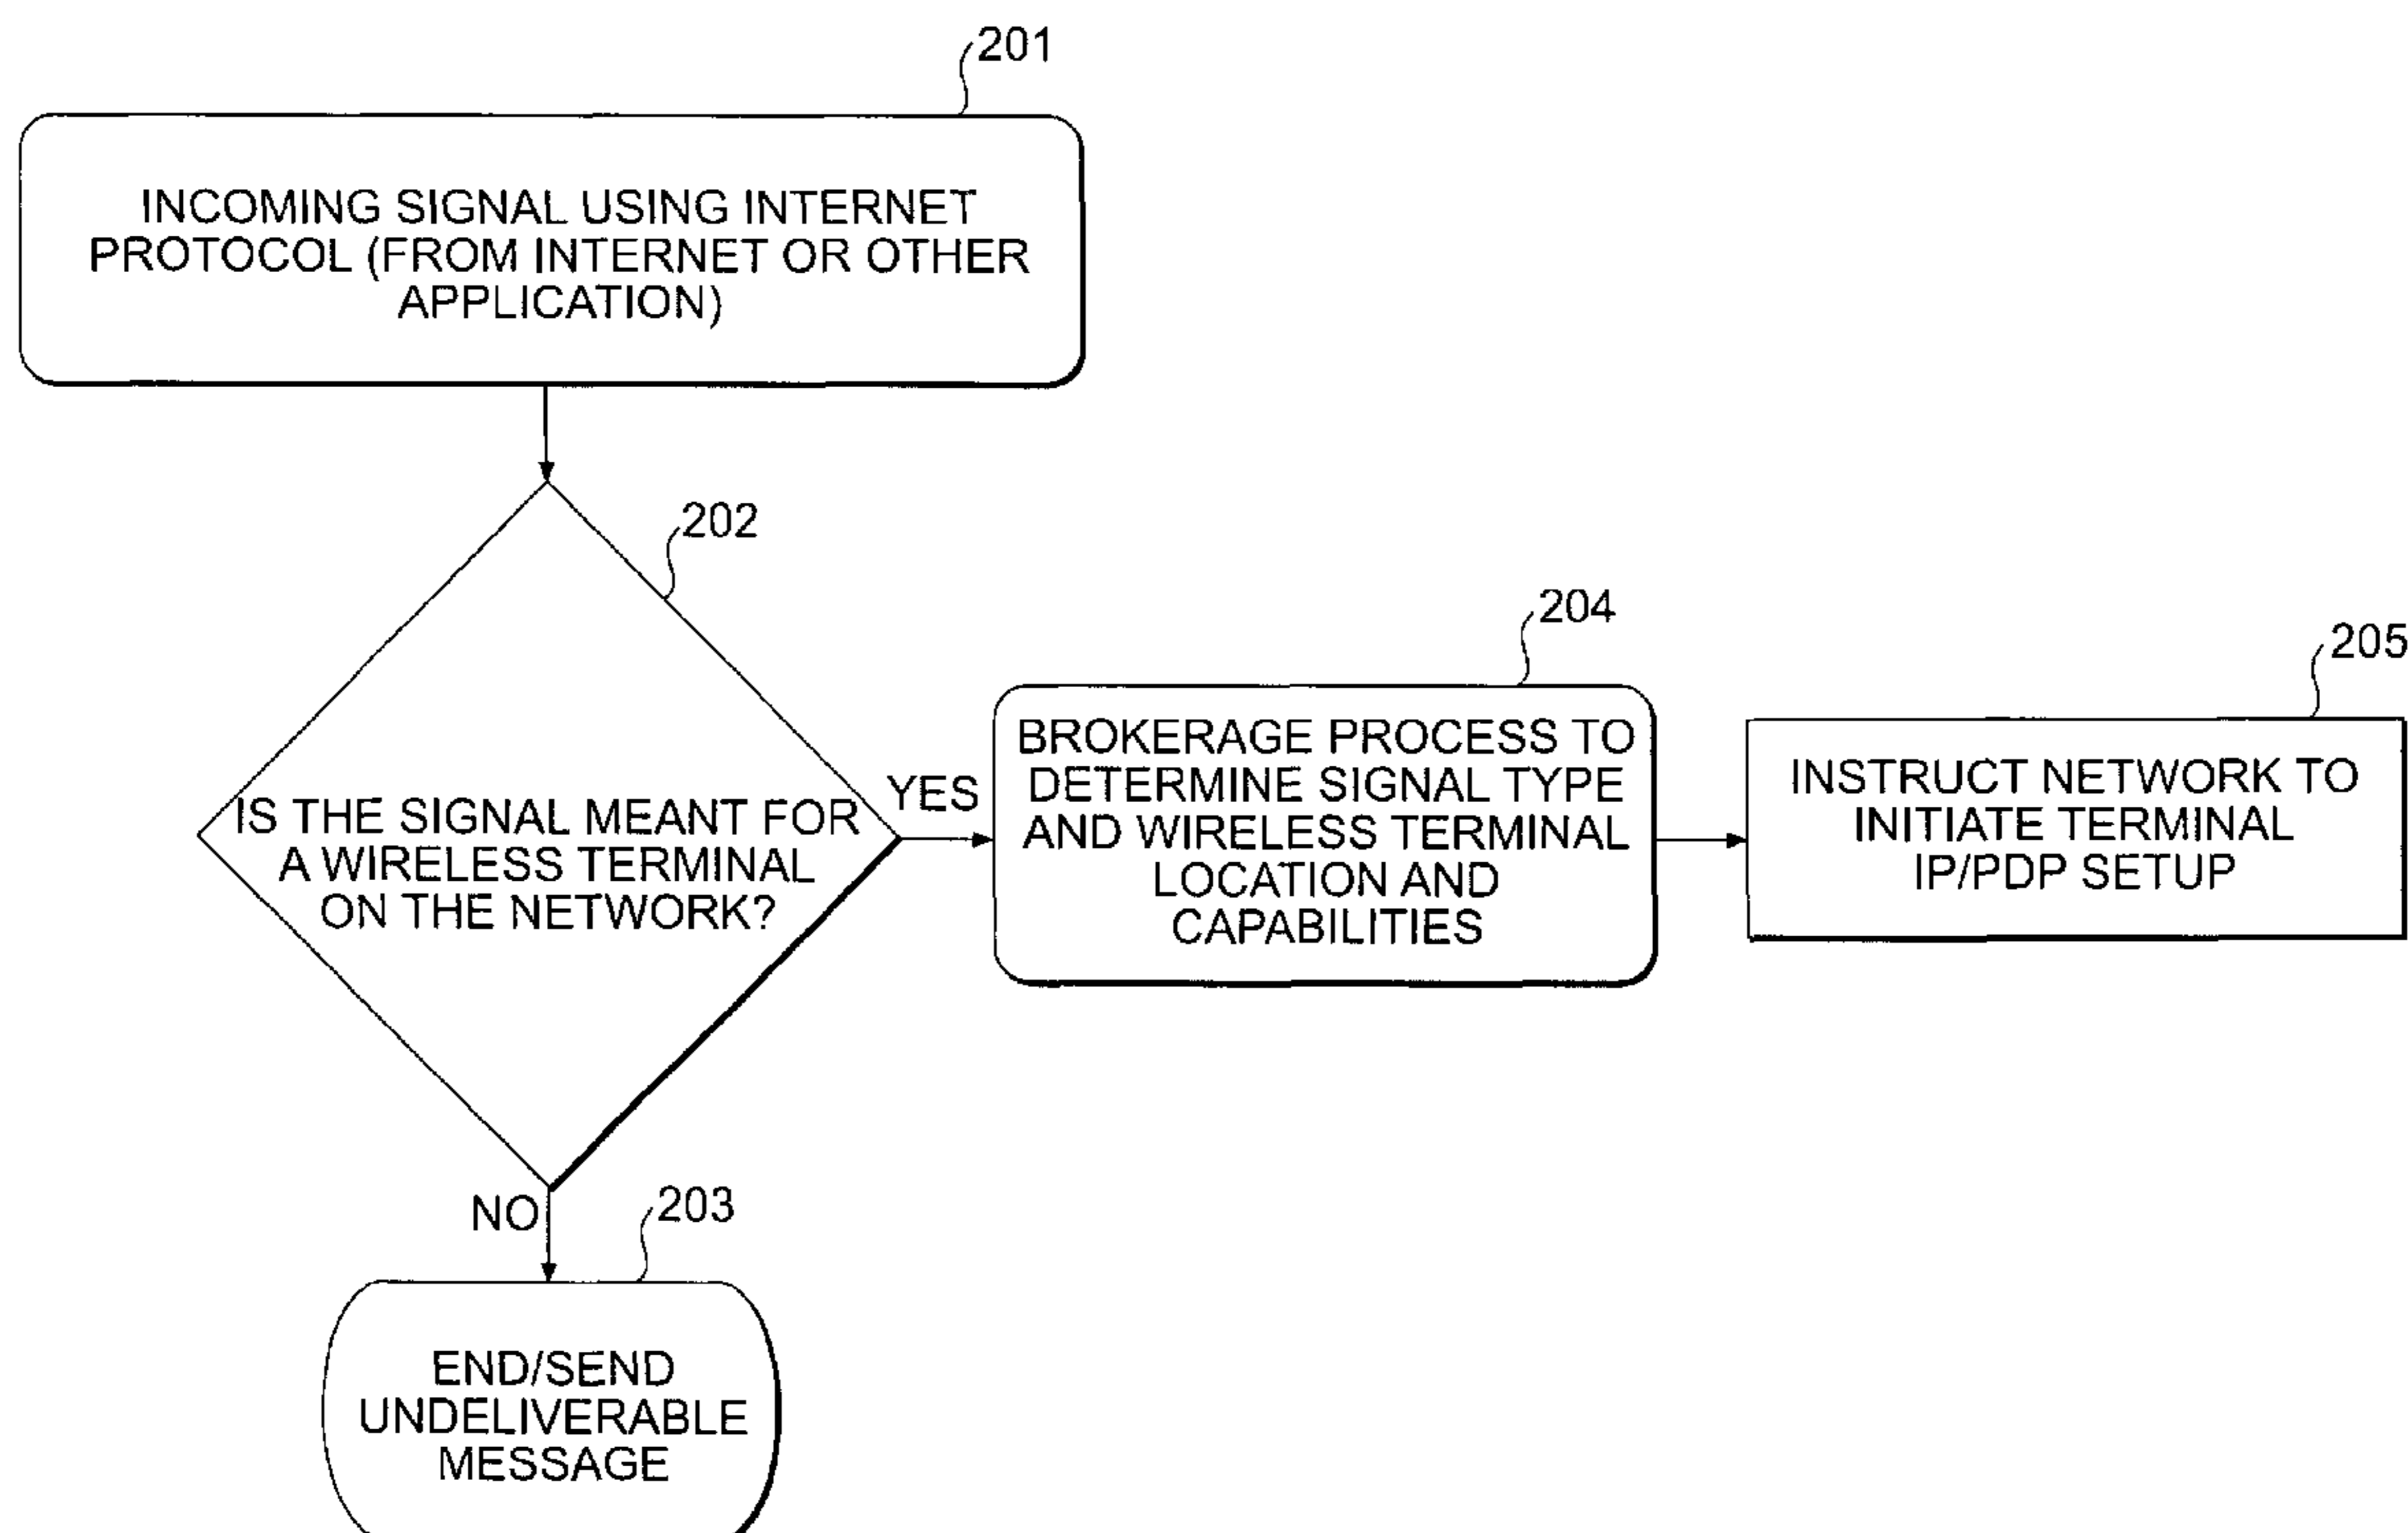 201
INCOMING SIGNAL USING INTERNET
PROTOCOL (FROM INTERNET OR OTHER
APPLICATION)
202
IS THE SIGNAL MEANT FOR
A WIRELESS TERMINAL
ON THE NETWORK?
YES
204
BROKERAGE PROCESS TO
DETERMINE SIGNAL TYPE
AND WIRELESS TERMINAL
LOCATION AND
CAPABILITIES
205
INSTRUCT NETWORK TO
INITIATE TERMINAL
IP/PDP SETUP
NO
203
END/SEND
UNDELIVERABLE
MESSAGE